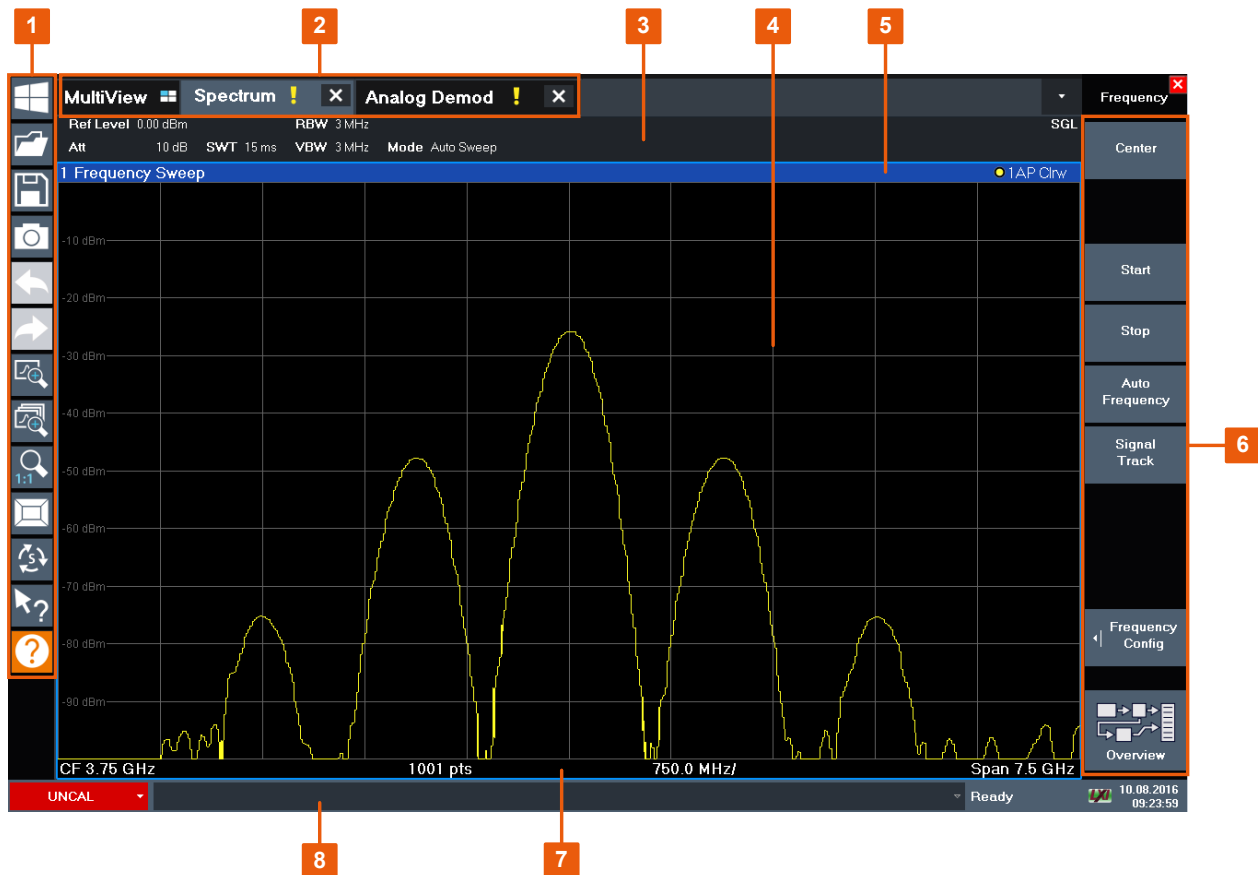 1
2
3
4
5
MultiView Spectrum ! X Analog Demod ! X
Frequency X
Ref Level 0.00 dBm RBW 3 MHz SGL
Att 10 dB SWT 15 ms VBW 3 MHz Mode Auto Sweep
1 Frequency Sweep 1AP Clrw
-10 dBm
-20 dBm
-30 dBm
-40 dBm
-50 dBm
-60 dBm
-70 dBm
-80 dBm
-90 dBm
CF 3.75 GHz 1001 pts 750.0 MHz/ Span 7.5 GHz
1:1
S
?
?
Center
Start
Stop
Auto
Frequency
Signal
Track
6
Frequency
Config
Overview
UNCAL Ready LXI 10.08.2016
09:23:59
8
7